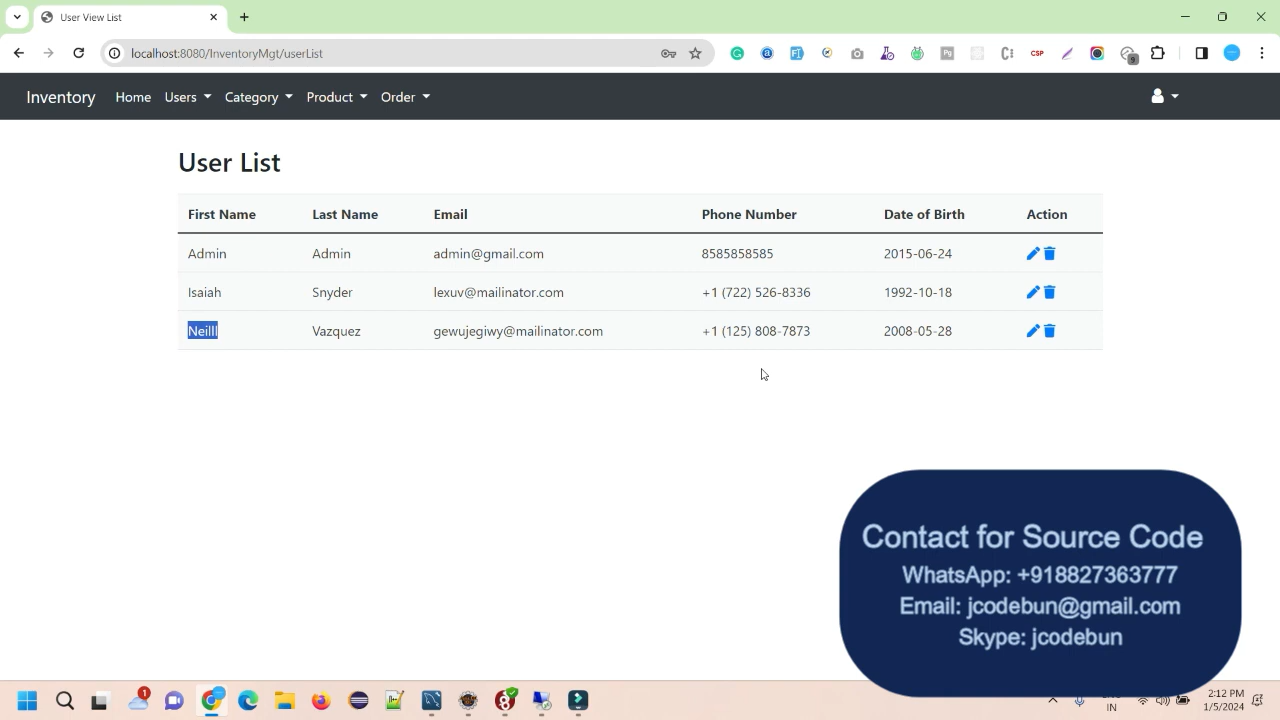 User View List
localhost:8080/InventoryMgt/userList
CSP
9
Inventory Home Users Category Product Order
User List
First Name Last Name Email Phone Number Date of Birth Action
Admin Admin admin@gmail.com 8585858585 2015-06-24
Isaiah Snyder lexuv@mailinator.com +1 (722) 526-8336 1992-10-18
Neilll Vazquez gewujegiwy@mailinator.com +1 (125) 808-7873 2008-05-28
Contact for Source Code
WhatsApp: +918827363777
Email: jcodebun@gmail.com
Skype: jcodebun
1
IN
2:12 PM
1/5/2024